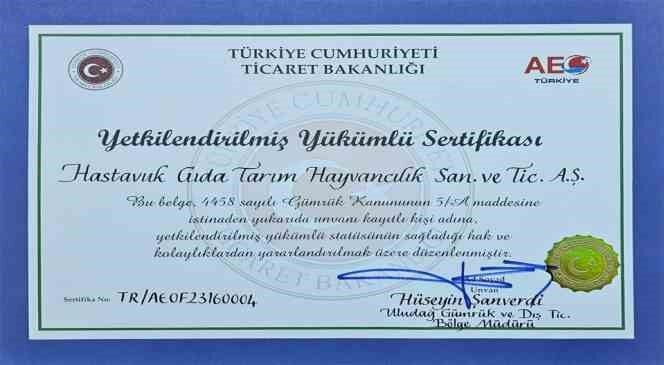 TÜRKİYE CUMHURİYETİ
TİCARET BAKANLIĞI
AEO
TÜRKİYE
Yetkilendirilmiş Yükümlü Sertifikası
Hastavuk Gıda Tarım Hayvancılık San. ve Tic. A.Ş.
Bu belge, 4458 sayılı Gümrük Kanununun 5/A maddesine
istinaden yukarıda unvanı kayıtlı kişi adına,
yetkilendirilmiş yükümlü statüsünün sağladığı hak ve
kolaylıklardan yararlandırılmak üzere düzenlenmiştir.
Soyad
Unvan
Sertifika No: TR/AEOF23160004
Hüseyin Şanverdi
Uludağ Gümrük ve Dış Tic.
Bölge Müdürü